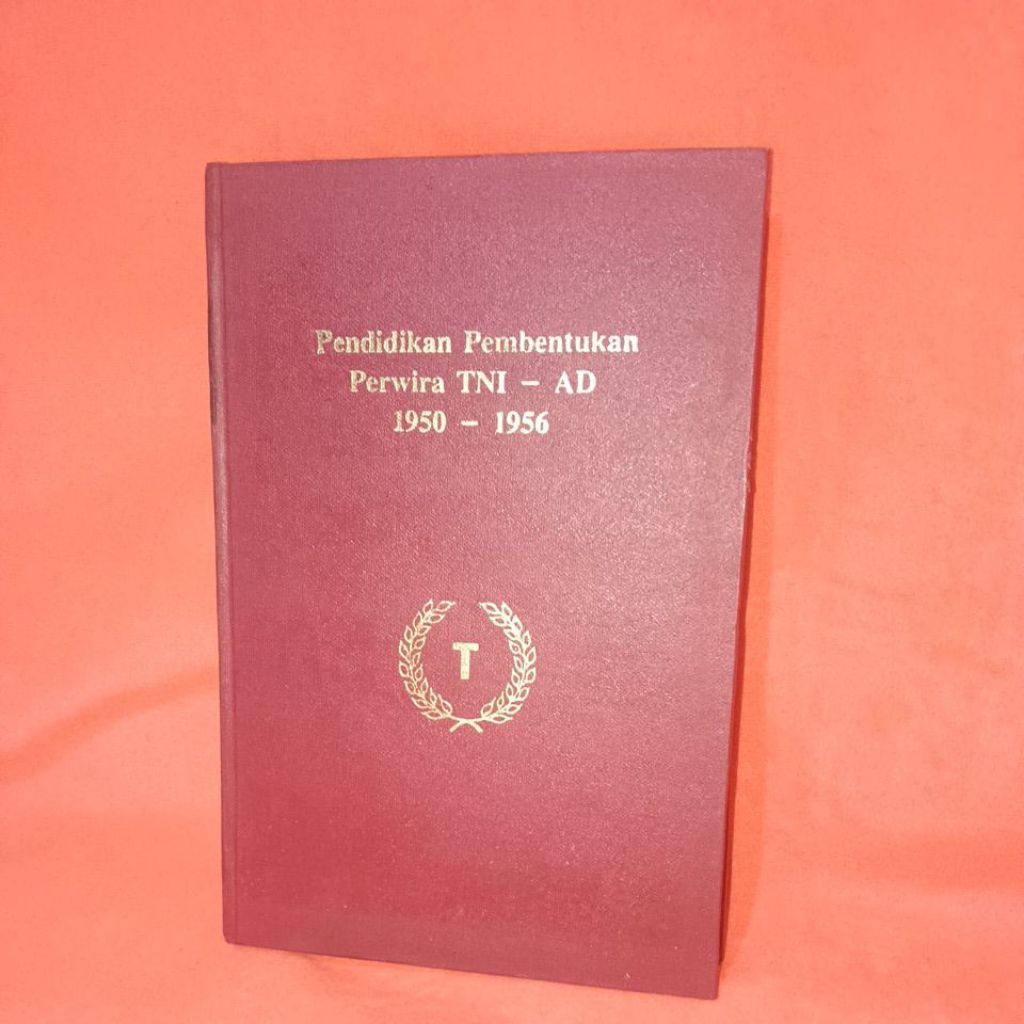 Pendidikan Pembentukan
Perwira TNI – AD
1950 – 1956
T